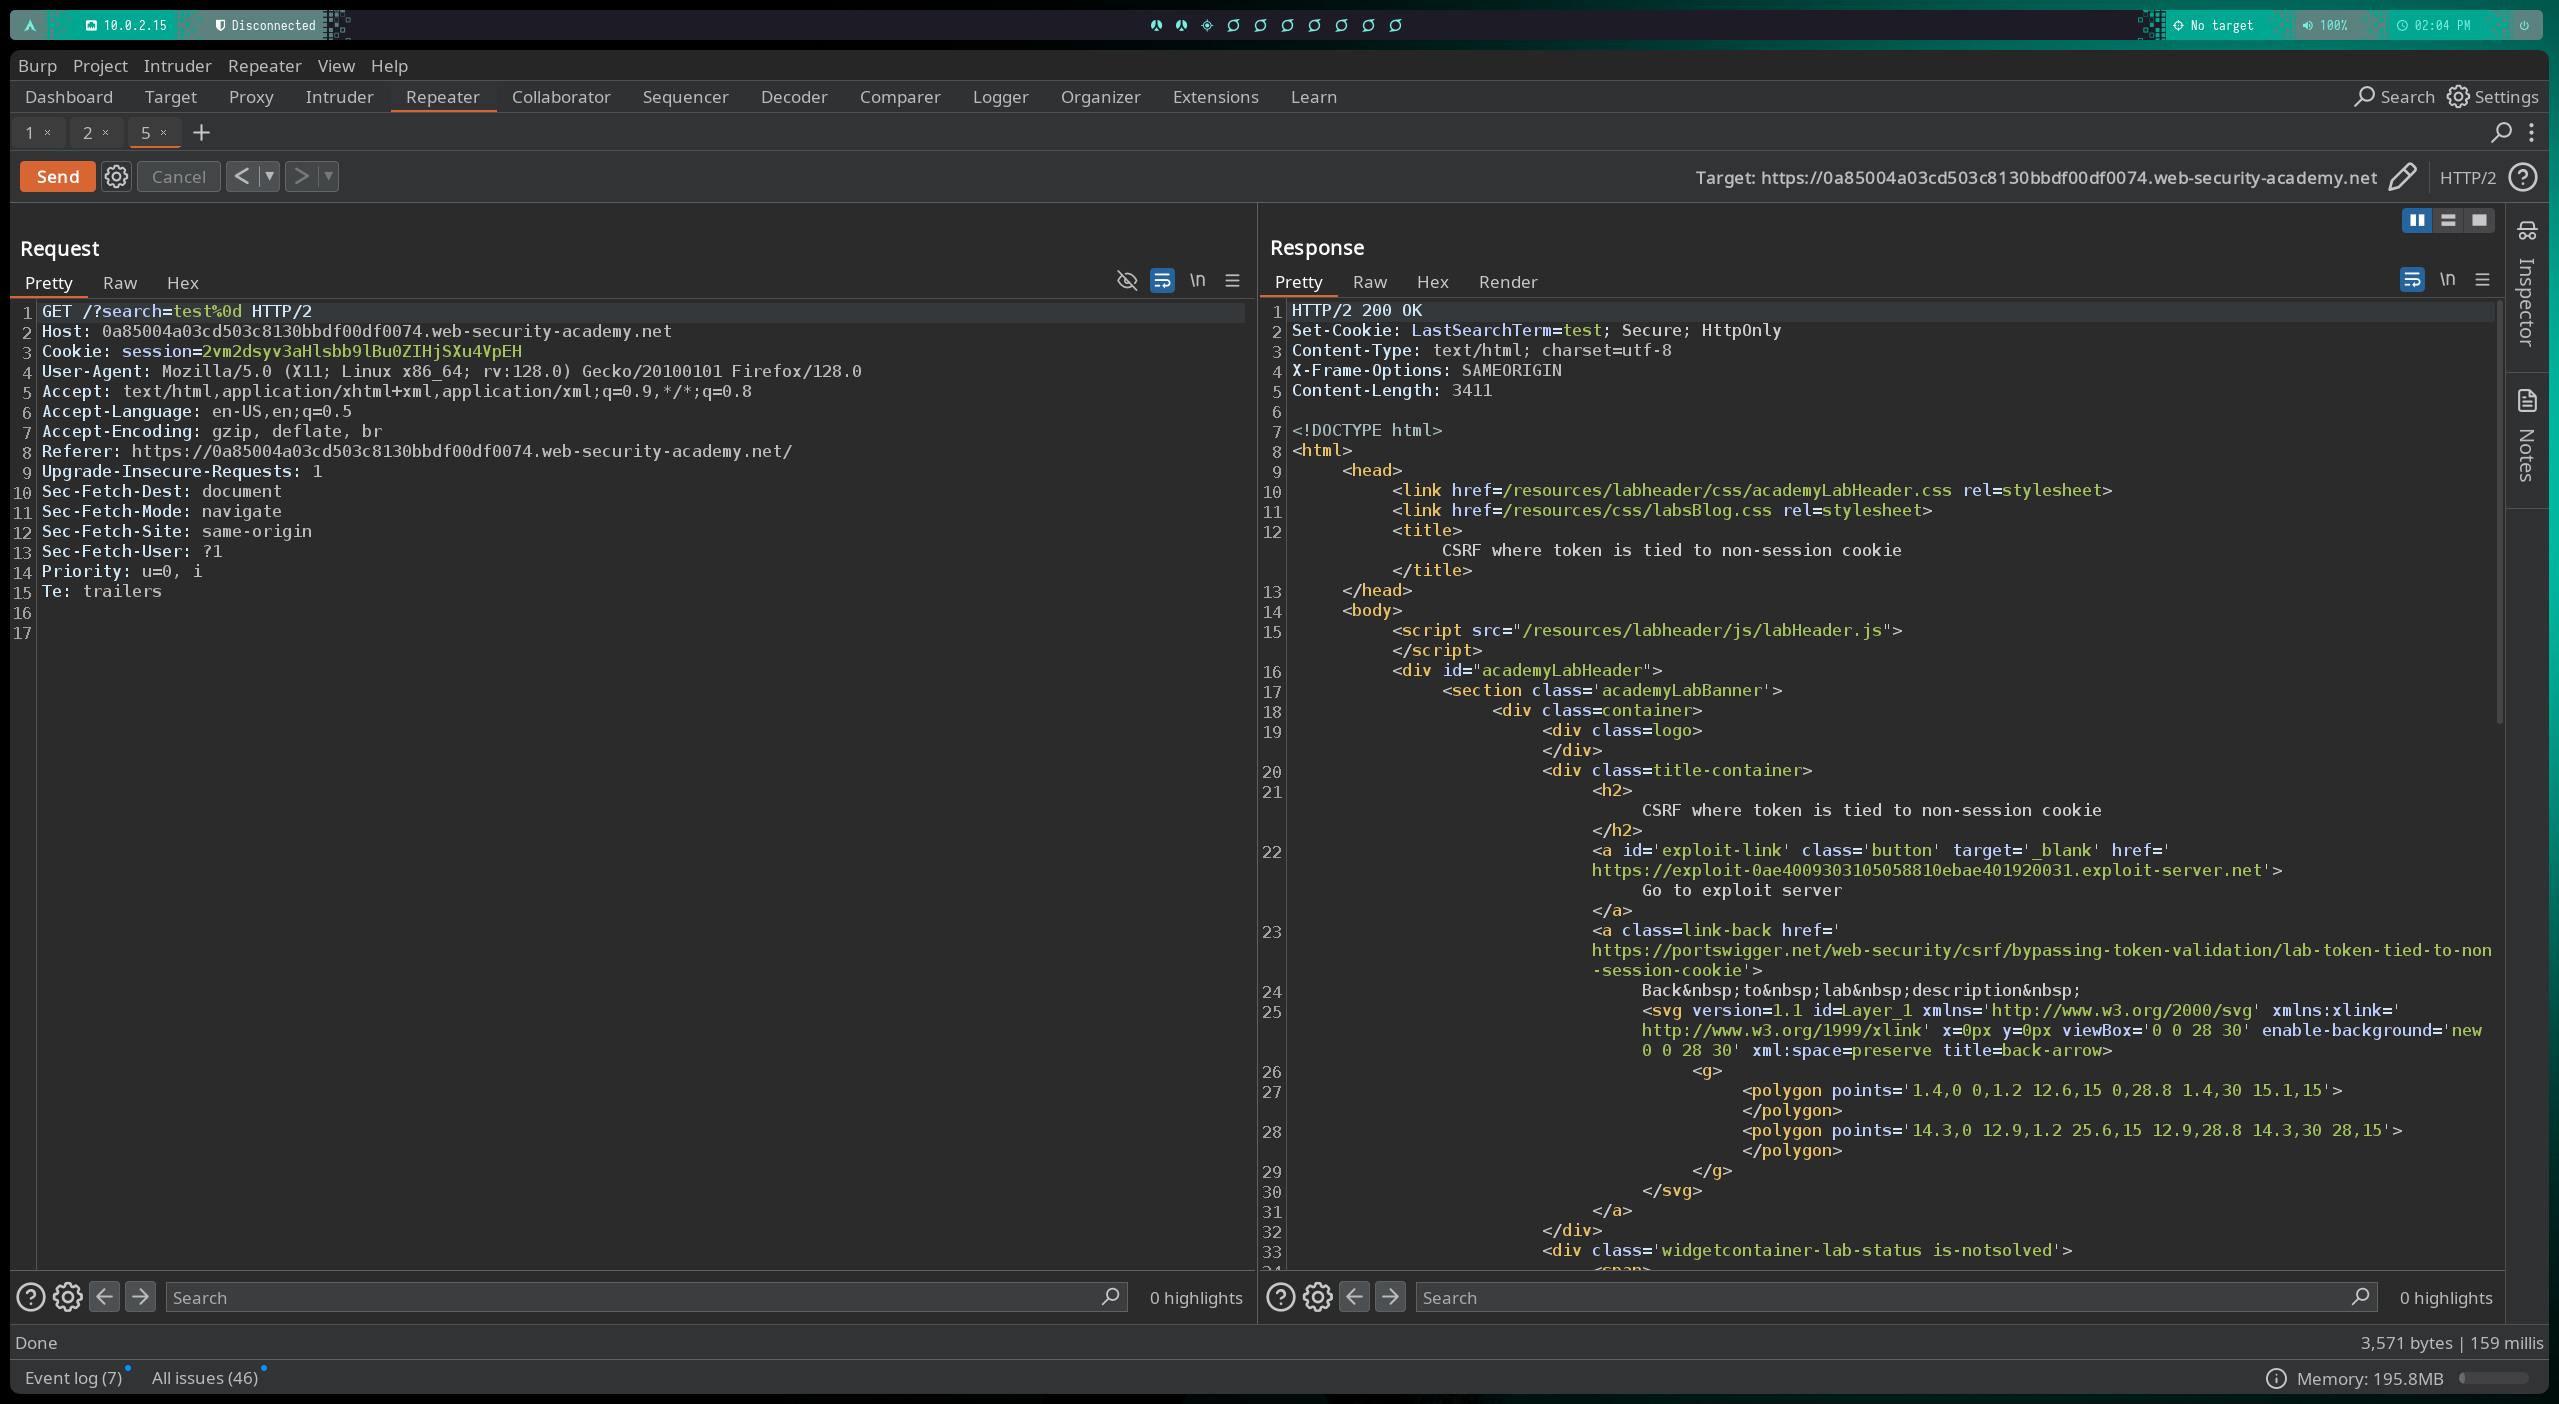 10.0.2.15 Disconnected No target 100% 02:04 PM
Burp Project Intruder Repeater View Help
Dashboard Target Proxy Intruder Repeater Collaborator Sequencer Decoder Comparer Logger Organizer Extensions Learn Search Settings
1 × 2 × 5 × +
Send Cancel < ▼ > ▼ Target: https://0a85004a03cd503c8130bbdf00df0074.web-security-academy.net HTTP/2
Request
Pretty Raw Hex \n
1 GET /?search=test%0d HTTP/2
2 Host: 0a85004a03cd503c8130bbdf00df0074.web-security-academy.net
3 Cookie: session=2vm2dsyv3aHlsbb9lBu0ZIHjSXu4VpEH
4 User-Agent: Mozilla/5.0 (X11; Linux x86_64; rv:128.0) Gecko/20100101 Firefox/128.0
5 Accept: text/html,application/xhtml+xml,application/xml;q=0.9,*/*;q=0.8
6 Accept-Language: en-US,en;q=0.5
7 Accept-Encoding: gzip, deflate, br
8 Referer: https://0a85004a03cd503c8130bbdf00df0074.web-security-academy.net/
9 Upgrade-Insecure-Requests: 1
10 Sec-Fetch-Dest: document
11 Sec-Fetch-Mode: navigate
12 Sec-Fetch-Site: same-origin
13 Sec-Fetch-User: ?1
14 Priority: u=0, i
15 Te: trailers
16
17
Search 0 highlights
Response
Pretty Raw Hex Render \n
1 HTTP/2 200 OK
2 Set-Cookie: LastSearchTerm=test; Secure; HttpOnly
3 Content-Type: text/html; charset=utf-8
4 X-Frame-Options: SAMEORIGIN
5 Content-Length: 3411
6
7 <!DOCTYPE html>
8 <html>
9 <head>
10 <link href=/resources/labheader/css/academyLabHeader.css rel=stylesheet>
11 <link href=/resources/css/labsBlog.css rel=stylesheet>
12 <title>
CSRF where token is tied to non-session cookie
</title>
13 </head>
14 <body>
15 <script src="/resources/labheader/js/labHeader.js">
</script>
16 <div id="academyLabHeader">
17 <section class='academyLabBanner'>
18 <div class=container>
19 <div class=logo>
</div>
20 <div class=title-container>
21 <h2>
CSRF where token is tied to non-session cookie
</h2>
22 <a id='exploit-link' class='button' target='_blank' href='
https://exploit-0ae4009303105058810ebae401920031.exploit-server.net'>
Go to exploit server
</a>
23 <a class=link-back href='
https://portswigger.net/web-security/csrf/bypassing-token-validation/lab-token-tied-to-non
-session-cookie'>
24 Back&nbsp;to&nbsp;lab&nbsp;description&nbsp;
25 <svg version=1.1 id=Layer_1 xmlns='http://www.w3.org/2000/svg' xmlns:xlink='
http://www.w3.org/1999/xlink' x=0px y=0px viewBox='0 0 28 30' enable-background='new
0 0 28 30' xml:space=preserve title=back-arrow>
26 <g>
27 <polygon points='1.4,0 0,1.2 12.6,15 0,28.8 1.4,30 15.1,15'>
</polygon>
28 <polygon points='14.3,0 12.9,1.2 25.6,15 12.9,28.8 14.3,30 28,15'>
</polygon>
29 </g>
30 </svg>
31 </a>
32 </div>
33 <div class='widgetcontainer-lab-status is-notsolved'>
34 <span>
Search 0 highlights
Inspector
Notes
Done 3,571 bytes | 159 millis
Event log (7) All issues (46) Memory: 195.8MB